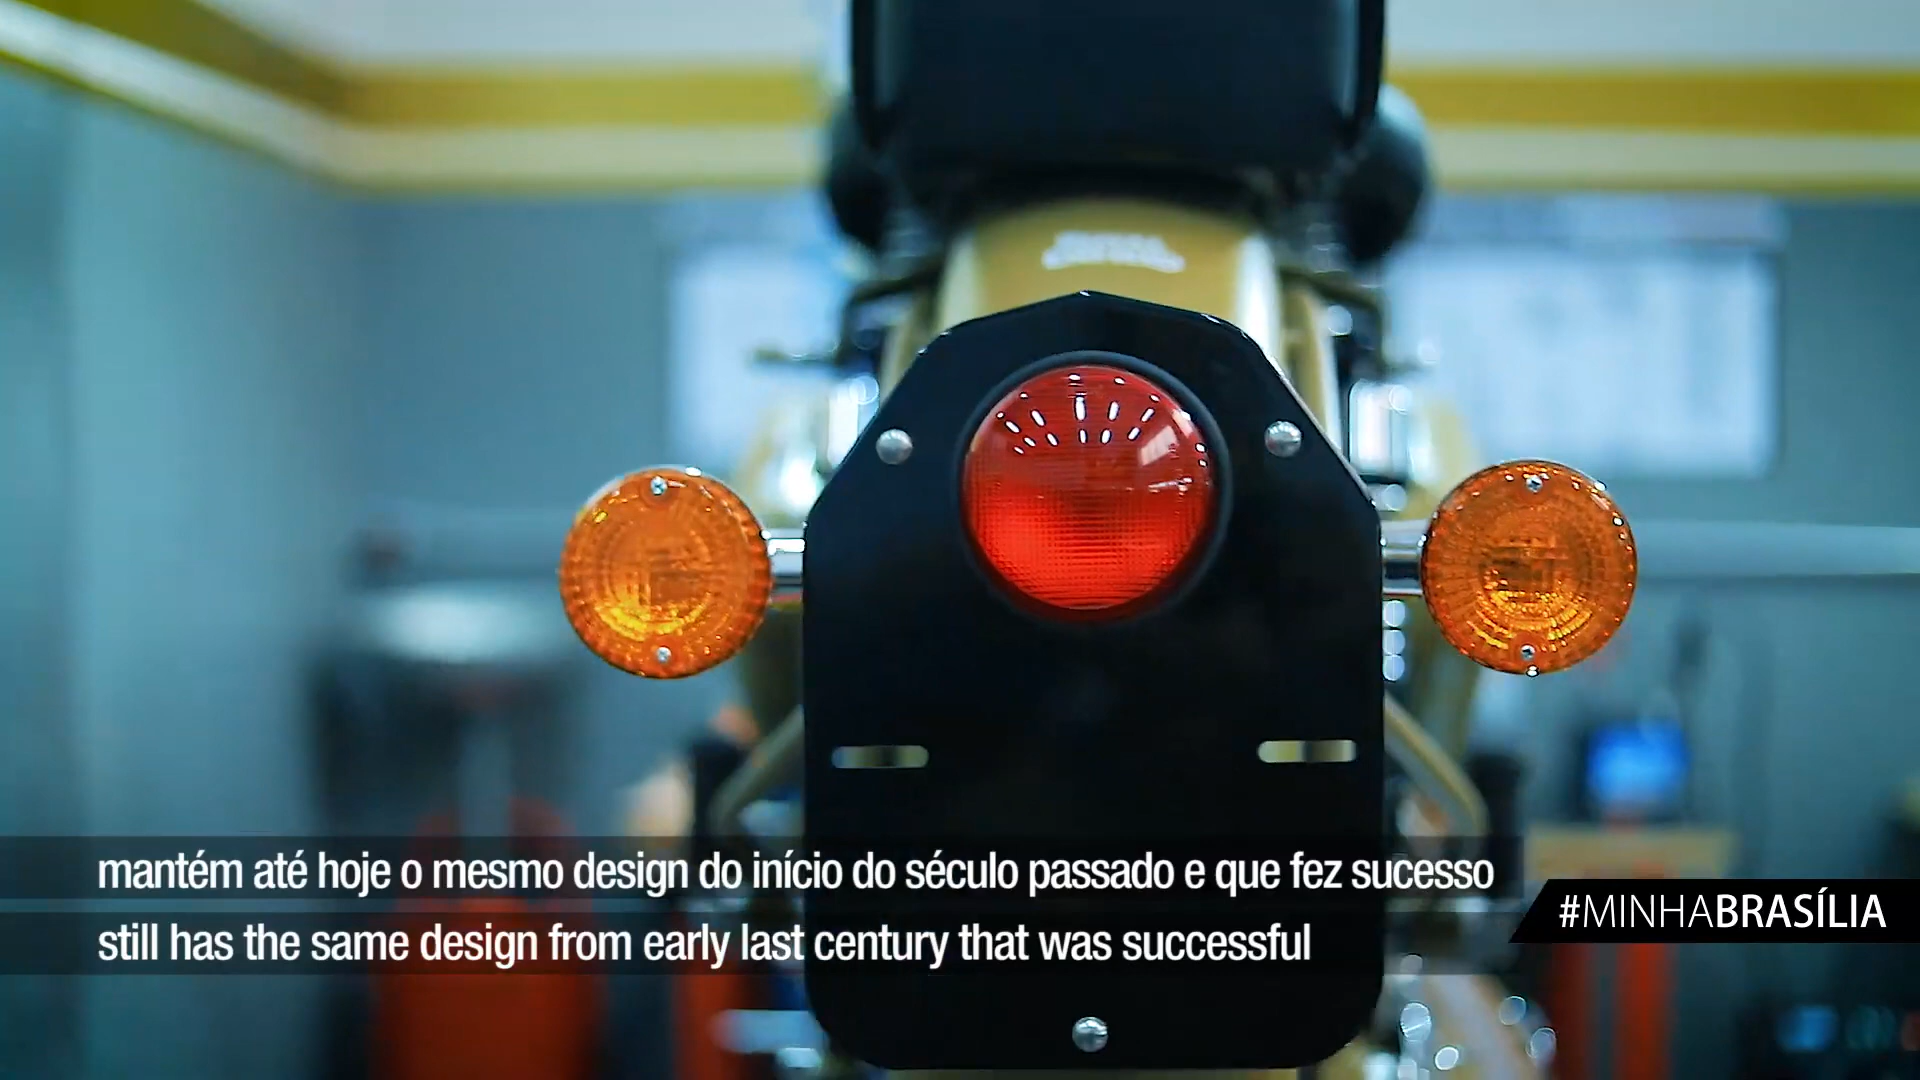 mantém até hoje o mesmo design do início do século passado e que fez sucesso
still has the same design from early last century that was successful
#MINHABRASÍLIA